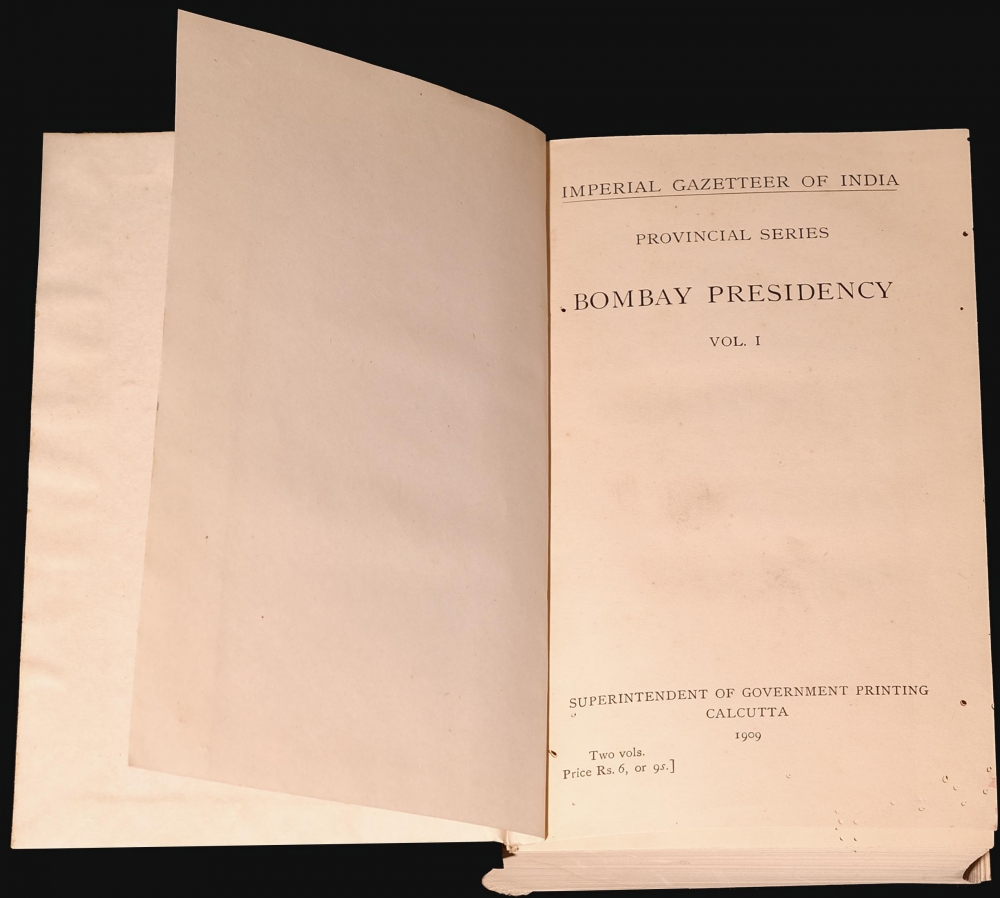 IMPERIAL GAZETTEER OF INDIA
PROVINCIAL SERIES
BOMBAY PRESIDENCY
VOL. I
SUPERINTENDENT OF GOVERNMENT PRINTING
CALCUTTA
1909
Two vols.
Price Rs. 6, or 9s.]